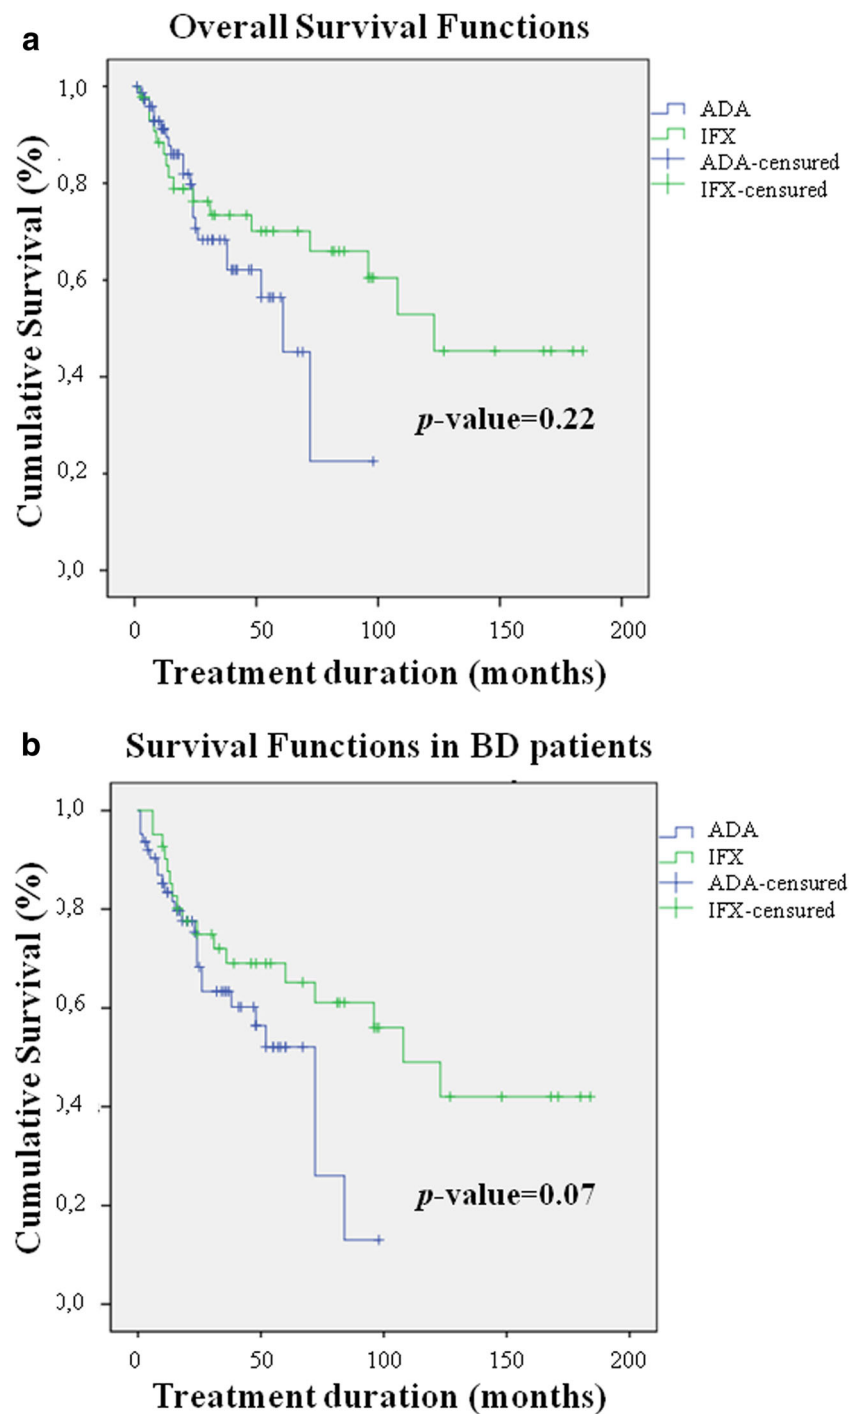 a
Overall Survival Functions
Cumulative Survival (%)
1,0
0,8
0,6
0,4
0,2
0,0
ADA
IFX
ADA-censured
IFX-censured
p-value=0.22
0 50 100 150 200
Treatment duration (months)
b
Survival Functions in BD patients
Cumulative Survival (%)
1,0
0,8
0,6
0,4
0,2
0,0
ADA
IFX
ADA-censured
IFX-censured
p-value=0.07
0 50 100 150 200
Treatment duration (months)